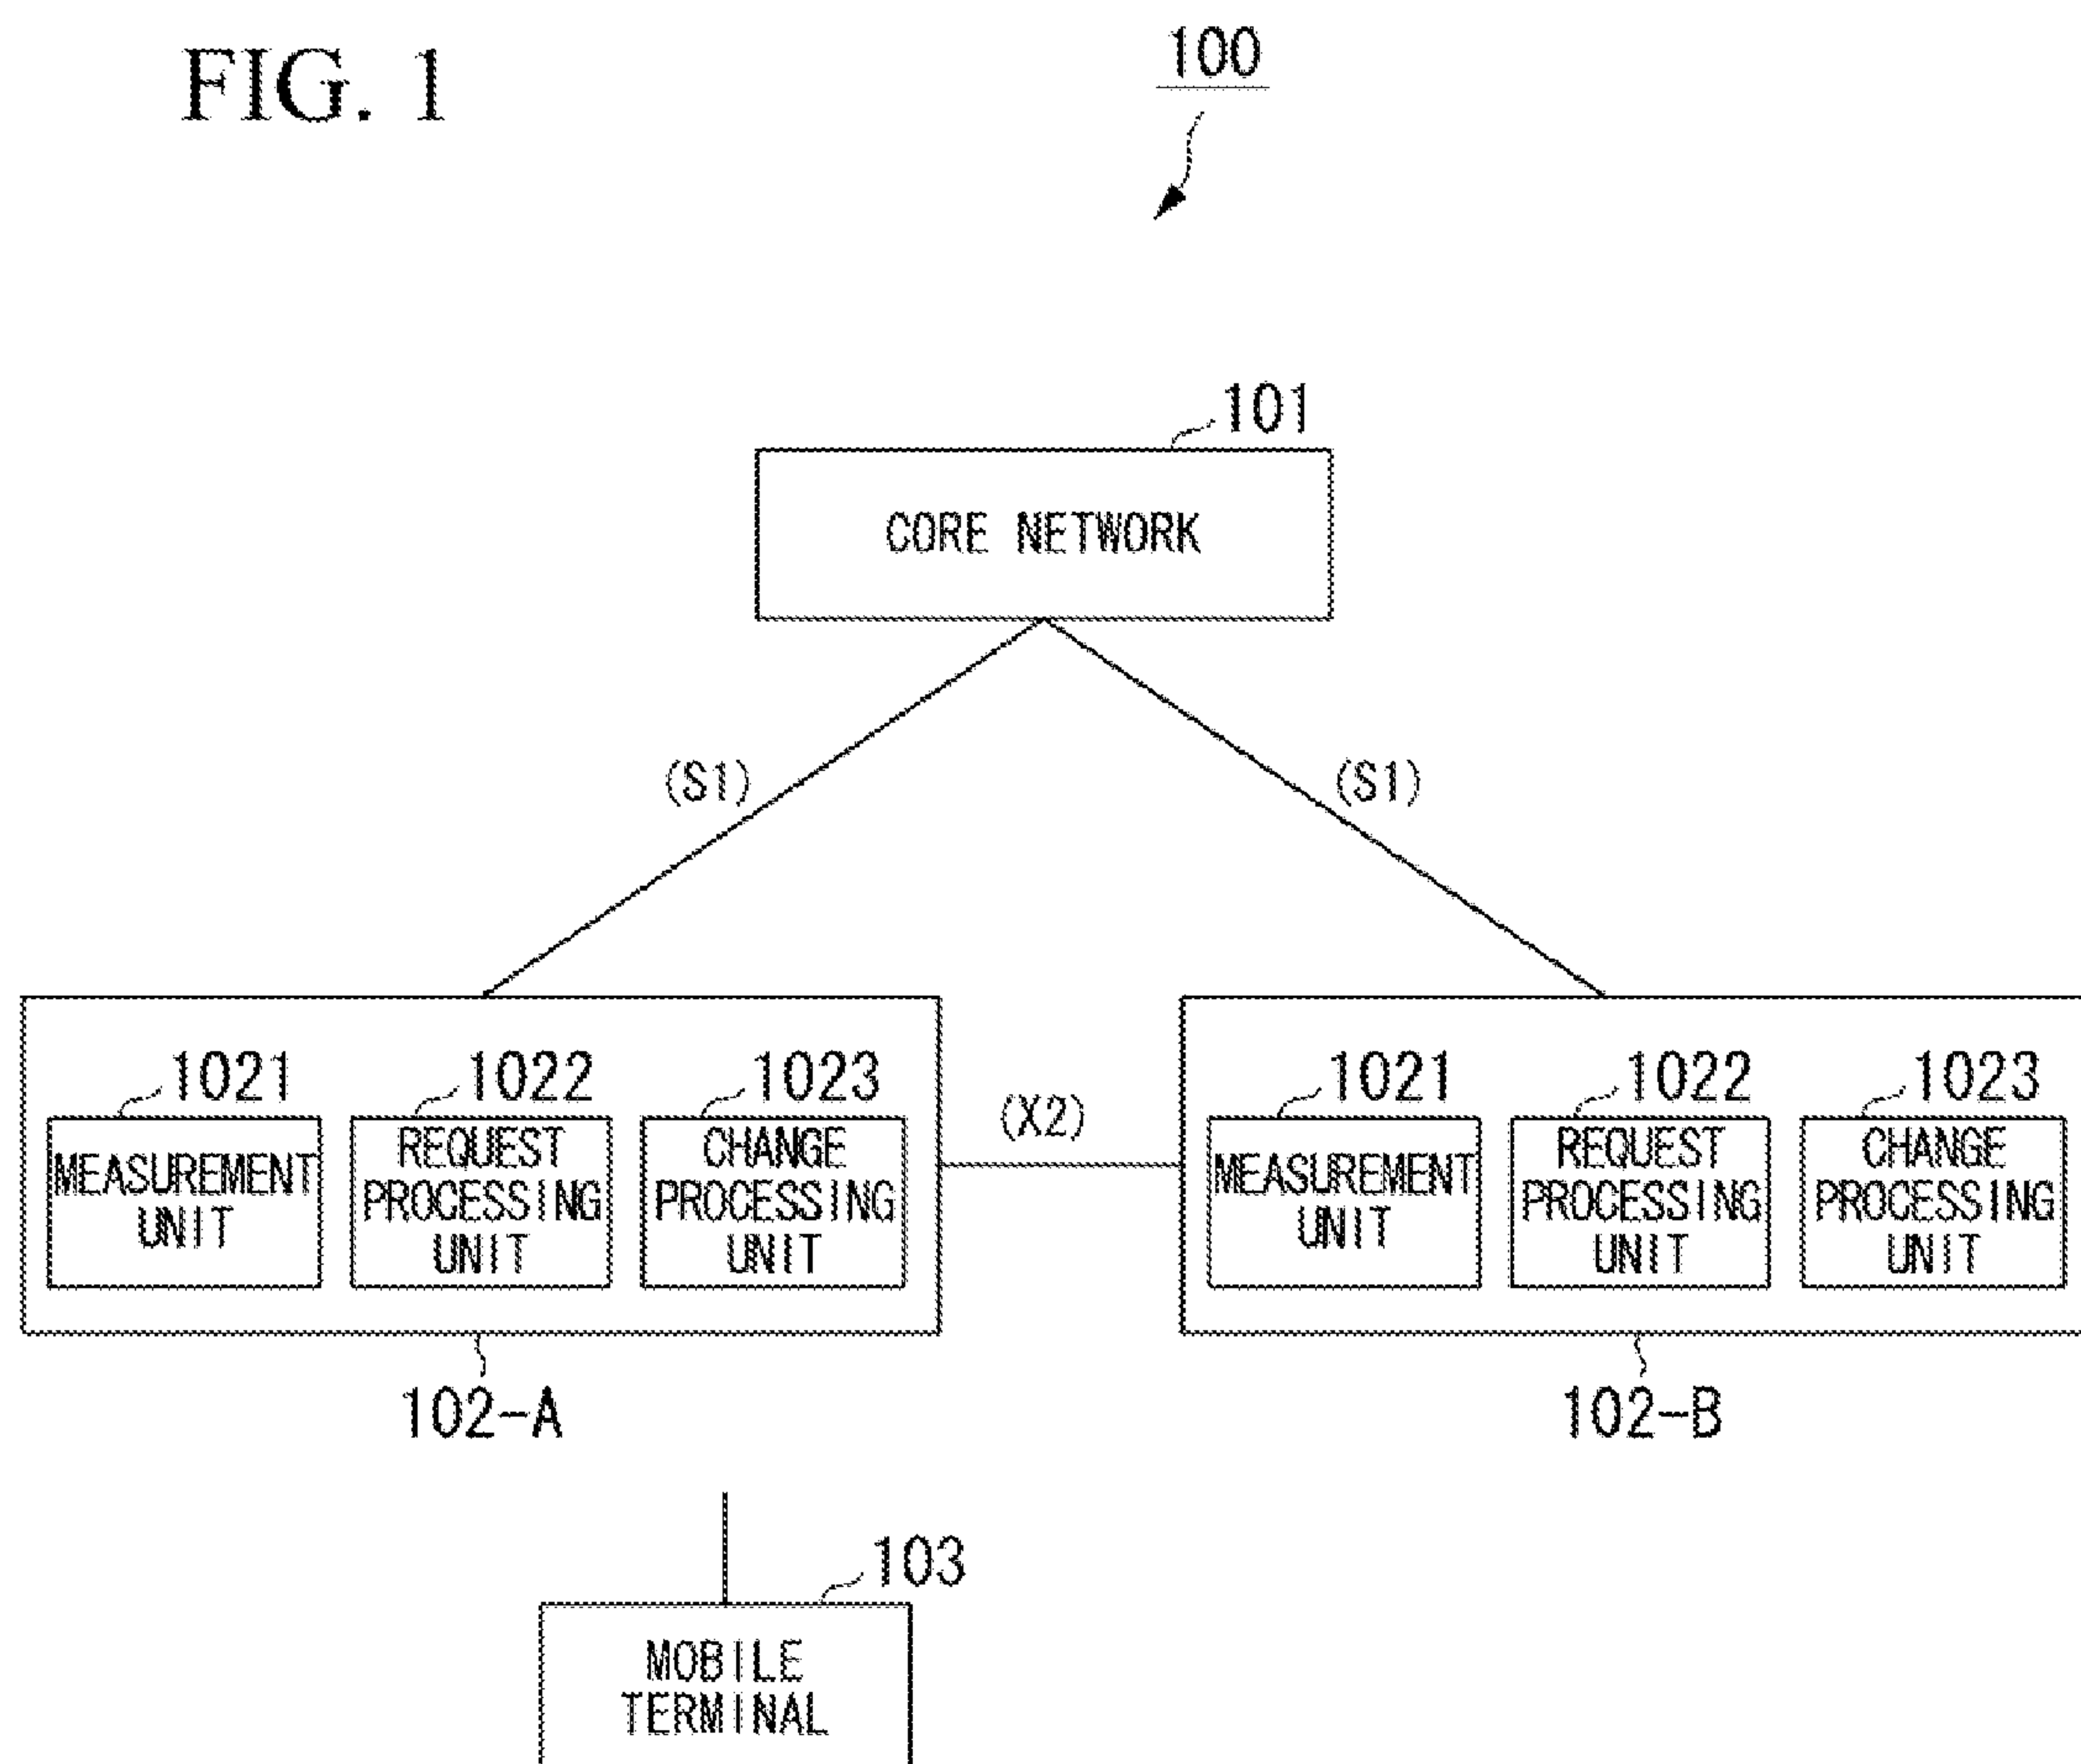 FIG. 1
100
101
CORE NETWORK
(S1)
(S1)
1021
1022
1023
MEASUREMENT
UNIT
REQUEST
PROCESSING
UNIT
CHANGE
PROCESSING
UNIT
(X2)
1021
1022
1023
MEASUREMENT
UNIT
REQUEST
PROCESSING
UNIT
CHANGE
PROCESSING
UNIT
102-A
102-B
103
MOBILE
TERMINAL